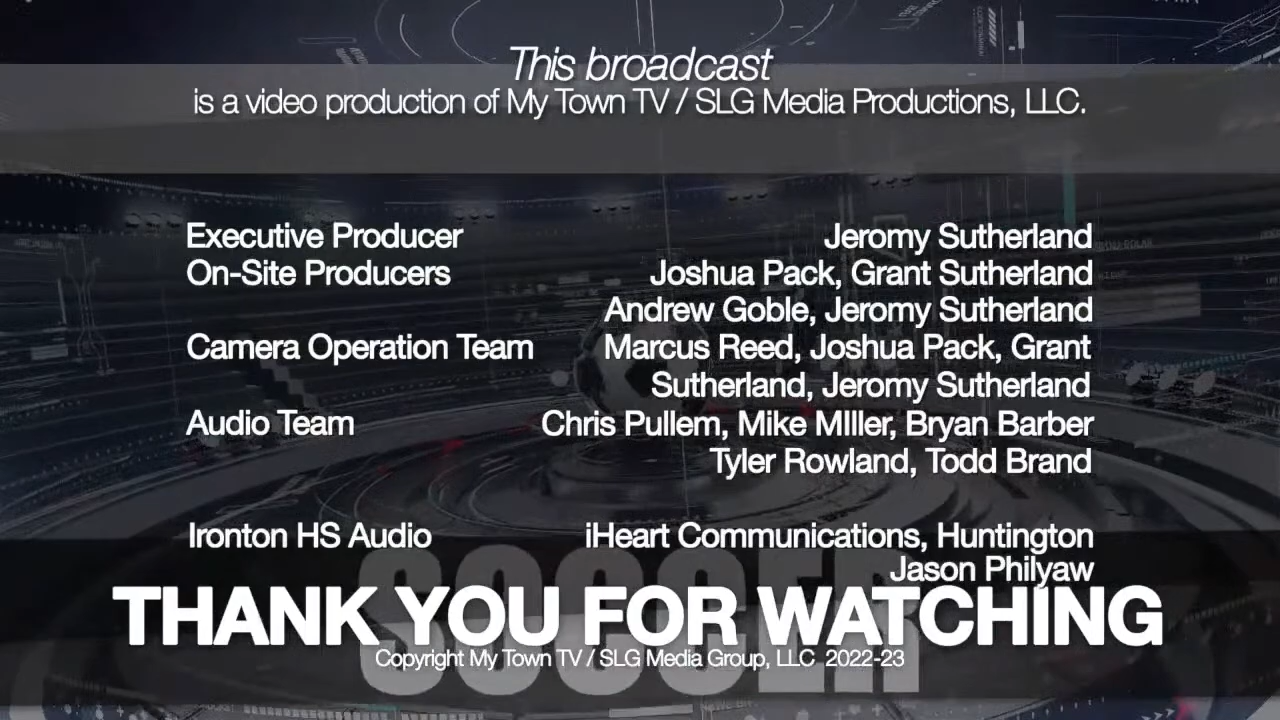 This broadcast
is a video production of My Town TV / SLG Media Productions, LLC.
Executive Producer Jeromy Sutherland
On-Site Producers Joshua Pack, Grant Sutherland
Andrew Goble, Jeromy Sutherland
Camera Operation Team Marcus Reed, Joshua Pack, Grant
Sutherland, Jeromy Sutherland
Audio Team Chris Pullem, Mike MIller, Bryan Barber
Tyler Rowland, Todd Brand
Ironton HS Audio iHeart Communications, Huntington
Jason Philyaw
SOCCER
THANK YOU FOR WATCHING
Copyright My Town TV / SLG Media Group, LLC 2022-23